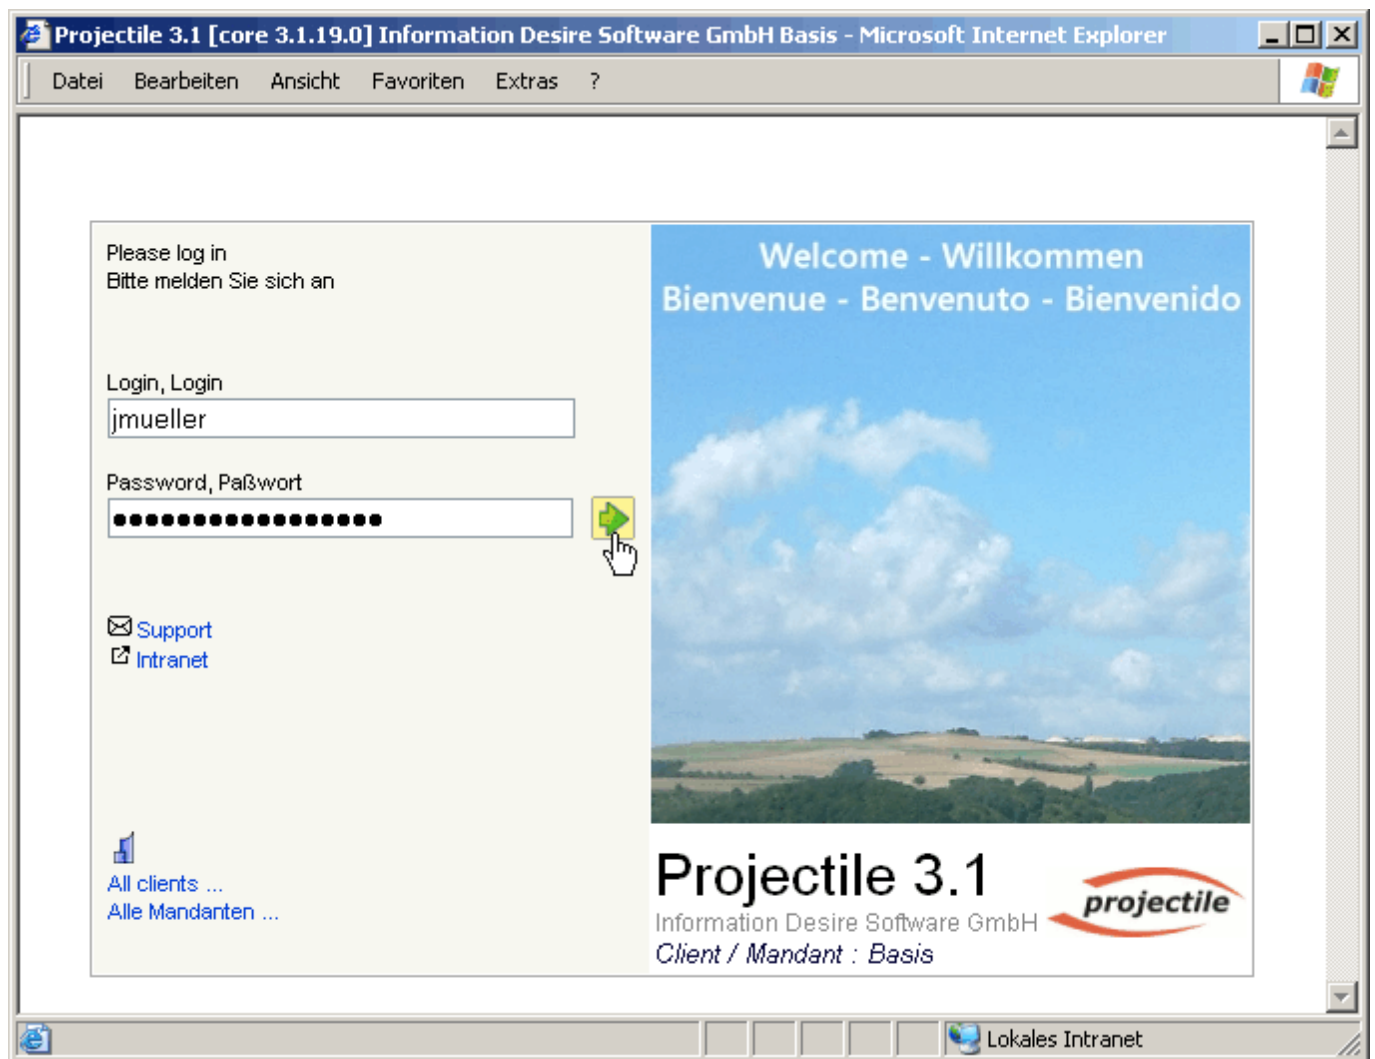 Projectile 3.1 [core 3.1.19.0] Information Desire Software GmbH Basis - Microsoft Internet Explorer
Datei Bearbeiten Ansicht Favoriten Extras ?
Please log in
Bitte melden Sie sich an
Welcome - Willkommen
Bienvenue - Benvenuto - Bienvenido
Login, Login
jmueller
Password, Paßwort
●●●●●●●●●●●●●●●●●
Support
Intranet
All clients ...
Alle Mandanten ...
Projectile 3.1
Information Desire Software GmbH
projectile
Client / Mandant : Basis
Lokales Intranet